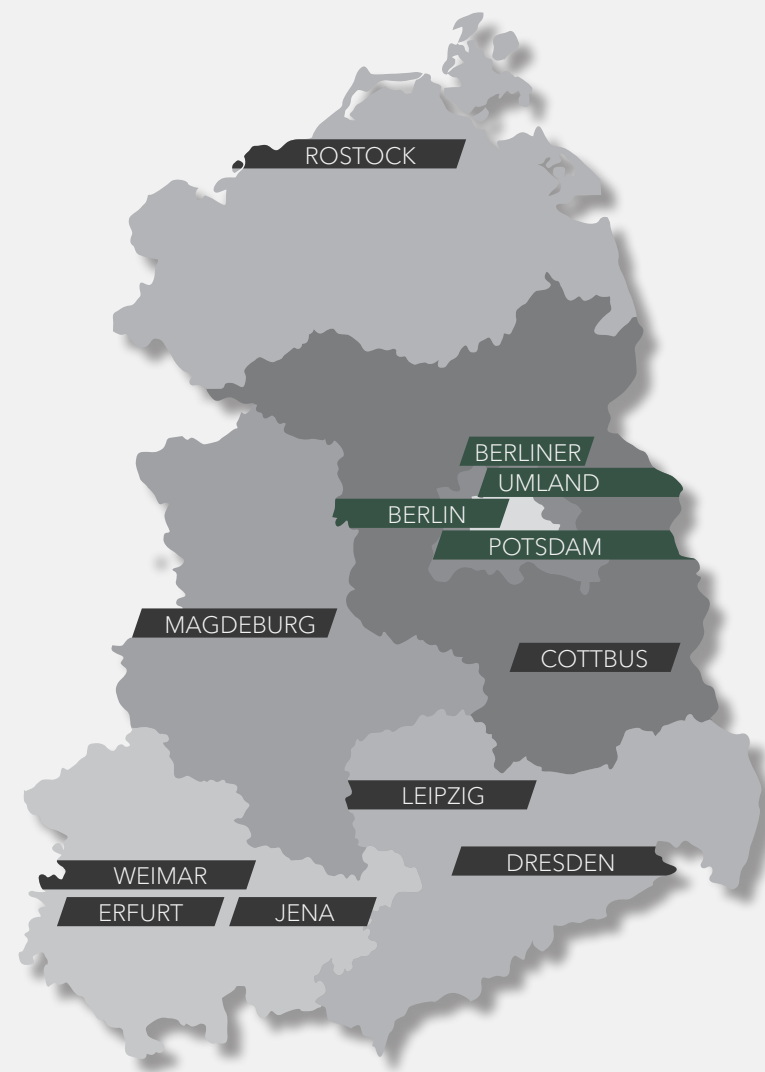 ROSTOCK
BERLINER
UMLAND
BERLIN
POTSDAM
MAGDEBURG
COTTBUS
LEIPZIG
DRESDEN
WEIMAR
ERFURT
JENA